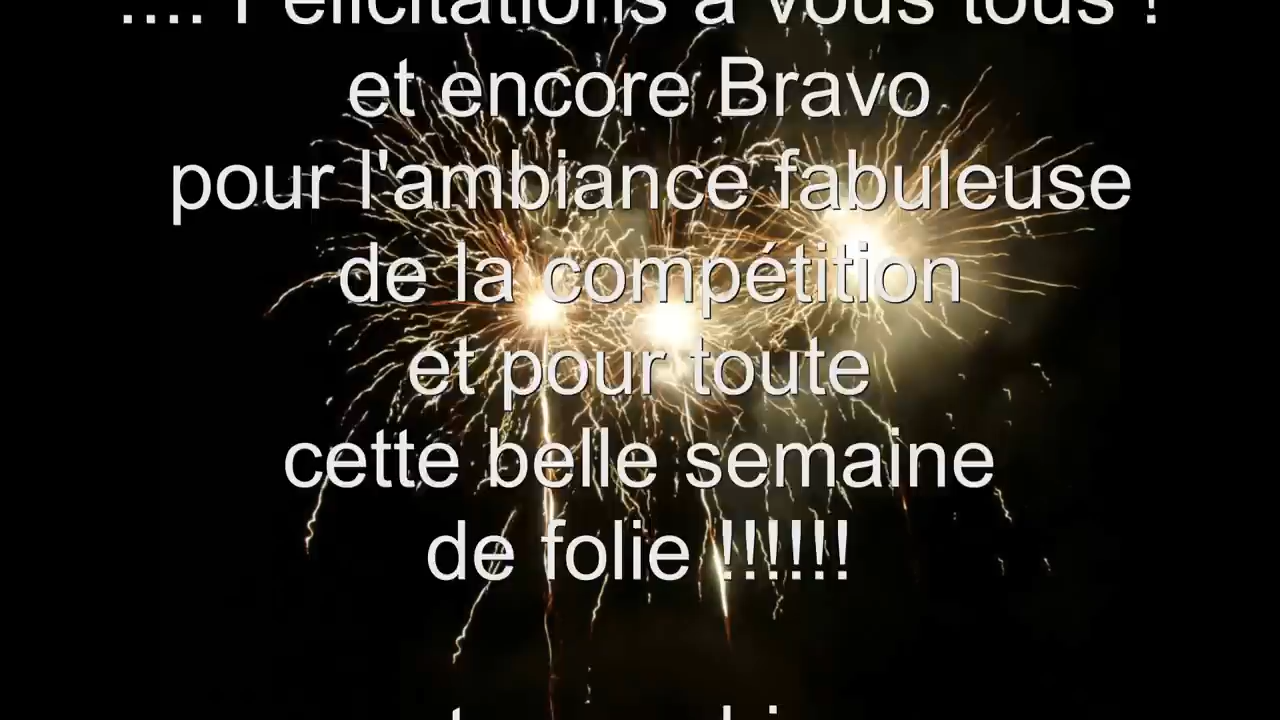 .... Félicitations à vous tous !
et encore Bravo
pour l'ambiance fabuleuse
de la compétition
et pour toute
cette belle semaine
de folie !!!!!!